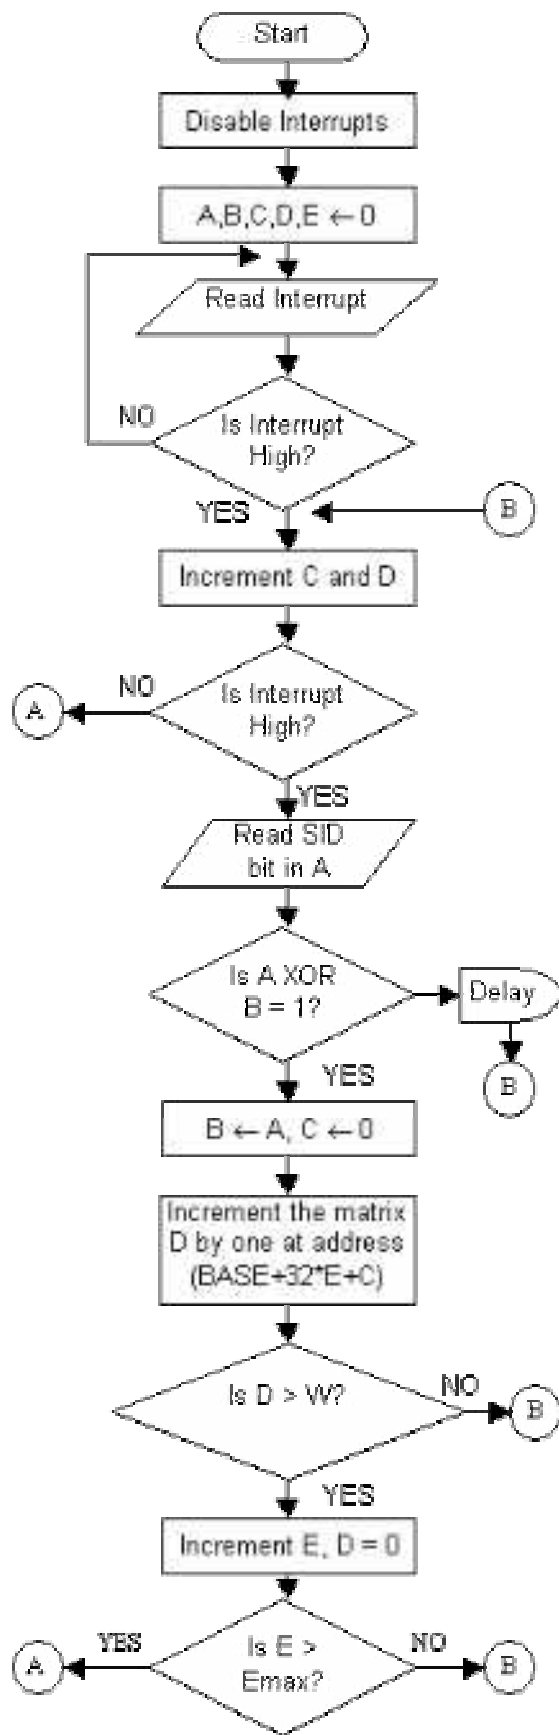 Start
Disable Interrupts
A,B,C,D,E ← 0
Read Interrupt
NO
Is Interrupt
High?
YES
B
Increment C and D
NO
A
Is Interrupt
High?
YES
Read SID
bit in A
Is A XOR
B = 1?
Delay
YES
B
B ← A, C ← 0
Increment the matrix
D by one at address
(BASE+32*E+C)
Is D > W?
NO
B
YES
Increment E, D = 0
A
YES
Is E >
Emax?
NO
B